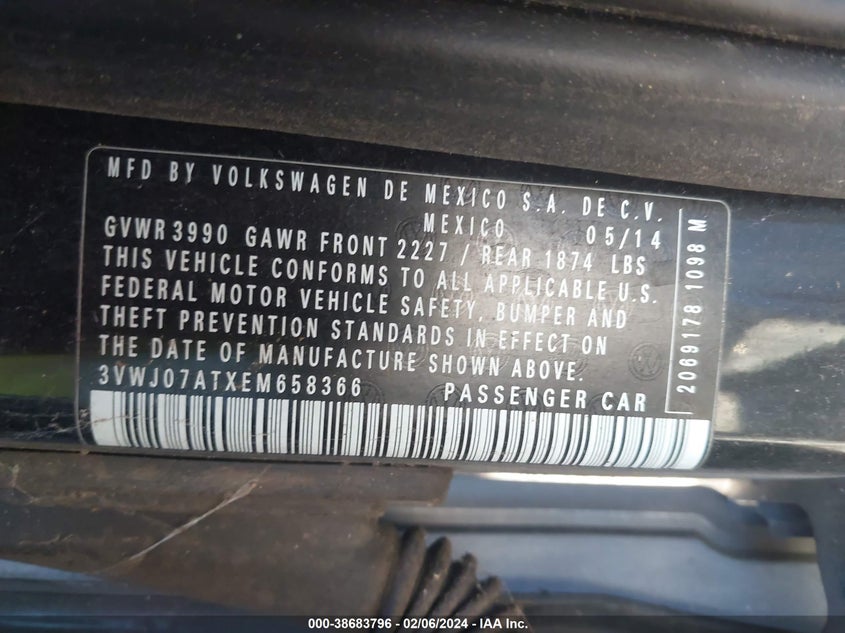 MFD BY VOLKSWAGEN DE MEXICO S.A. DE C.V.
MEXICO 05/14
GVWR 3990 GAWR FRONT 2227 / REAR 1874 LBS
THIS VEHICLE CONFORMS TO ALL APPLICABLE U.S.
FEDERAL MOTOR VEHICLE SAFETY, BUMPER AND
THEFT PREVENTION STANDARDS IN EFFECT ON
THE DATE OF MANUFACTURE SHOWN ABOVE.
3VWJ07ATXEM658366 PASSENGER CAR
2069178 1098 M
000-38683796 - 02/06/2024 - IAA Inc.